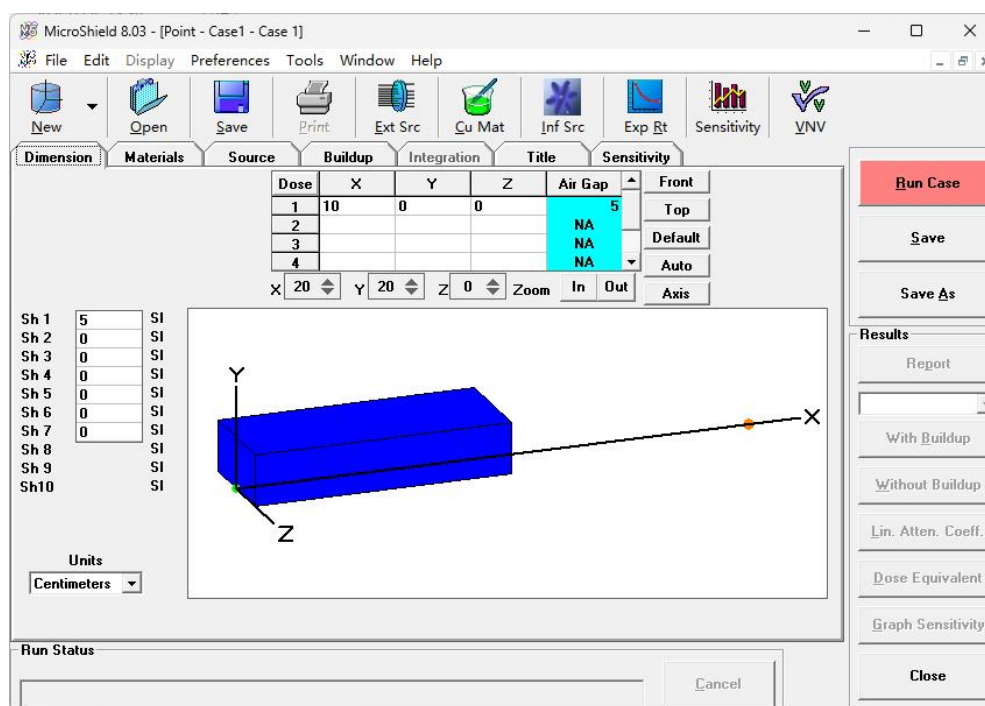 MicroShield 8.03 - [Point - Case1 - Case 1]
File Edit Display Preferences Tools Window Help
New Open Save Print Ext Src Cu Mat Inf Src Exp Rt Sensitivity VNV
Dimension Materials Source Buildup Integration Title Sensitivity
Dose X Y Z Air Gap Front
1 10 0 0 5 Top
2 NA
3 NA Default
4 NA Auto
X 20 Y 20 Z 0 Zoom In Out Axis
Sh 1 5 SI
Sh 2 0 SI
Sh 3 0 SI
Sh 4 0 SI
Sh 5 0 SI
Sh 6 0 SI
Sh 7 0 SI
Sh 8 SI
Sh 9 SI
Sh10 SI
Y
X
Z
Units
Centimeters
Run Case
Save
Save As
Results
Report
With Buildup
Without Buildup
Lin. Atten. Coeff.
Dose Equivalent
Graph Sensitivity
Close
Run Status
Cancel